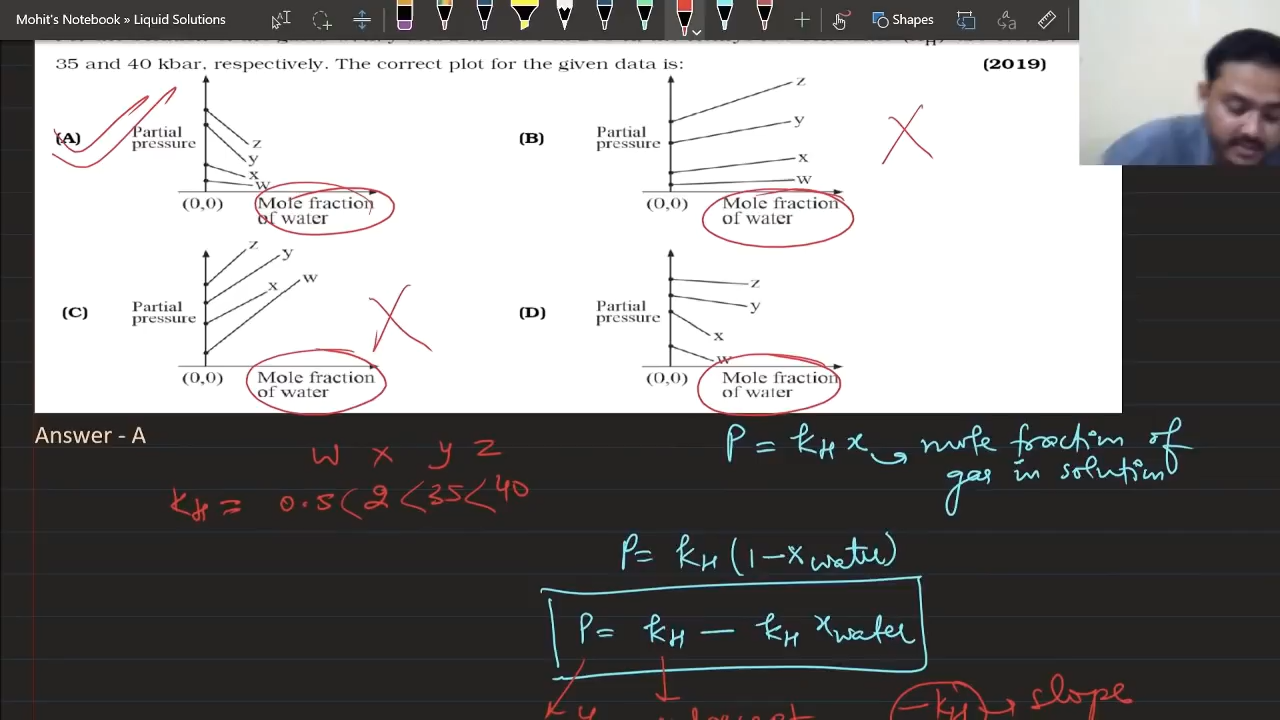 Mohit's Notebook » Liquid Solutions
Shapes
35 and 40 kbar, respectively. The correct plot for the given data is:
(2019)
(A)
Partial
pressure
z
y
x
w
(0,0)
Mole fraction
of water
(B)
Partial
pressure
z
y
x
w
(0,0)
Mole fraction
of water
(C)
Partial
pressure
z
y
x
w
(0,0)
Mole fraction
of water
(D)
Partial
pressure
z
y
x
w
(0,0)
Mole fraction
of water
Answer - A
w x y z
KH = 0.5 < 2 < 35 < 40
P = KH x → mole fraction of
gas in solution
P = KH (1 – xwater)
P = KH – KH xwater
y
–KH → slope